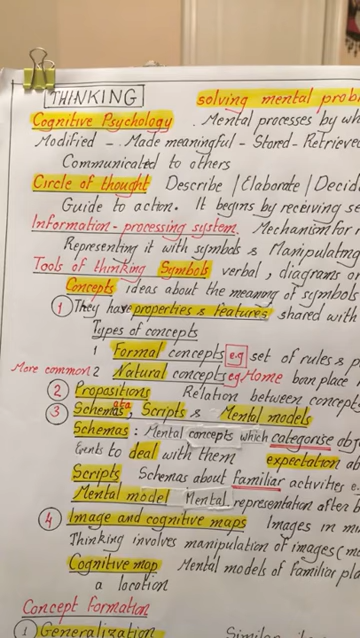 THINKING solving mental prob
Cognitive Psychology. Mental processes by wh
Modified - Made meaningful - Stored - Retrieve
Communicated to others
Circle of thought Describe / Elaborate / Decid
Guide to action. It begins by receiving se
Information-processing system. Mechanism for
Representing it with symbols & Manipulating
Tools of thinking Symbols verbal, diagrams o
Concepts ideas about the meaning of symbols
1 They have properties & features shared with
Types of concepts
1 Formal concepts e.g set of rules & p
More common 2 Natural concepts eg Home bird place
2 Propositions Relation between concept
3 Schemas, Scripts & Mental models
Schemas : Mental concepts which categorise obj
Events to deal with them expectation ab
Scripts Schemas about familiar activities e.
Mental model Mental representation after b
4 Image and cognitive maps Images in mi
Thinking involves manipulation of images (m
Cognitive map Mental models of familiar pla
a location
Concept formation
1 Generalization